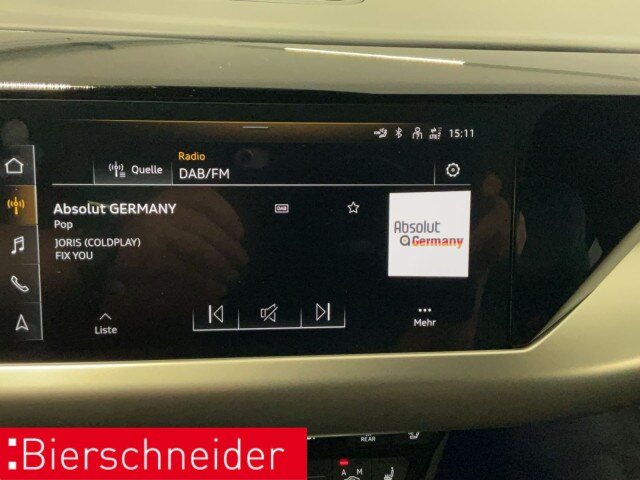 15:11
Quelle
Radio
DAB/FM
Absolut GERMANY
DAB
Pop
JORIS (COLDPLAY)
FIX YOU
Absolut
Germany
Liste
Mehr
REAR
A M
Bierschneider